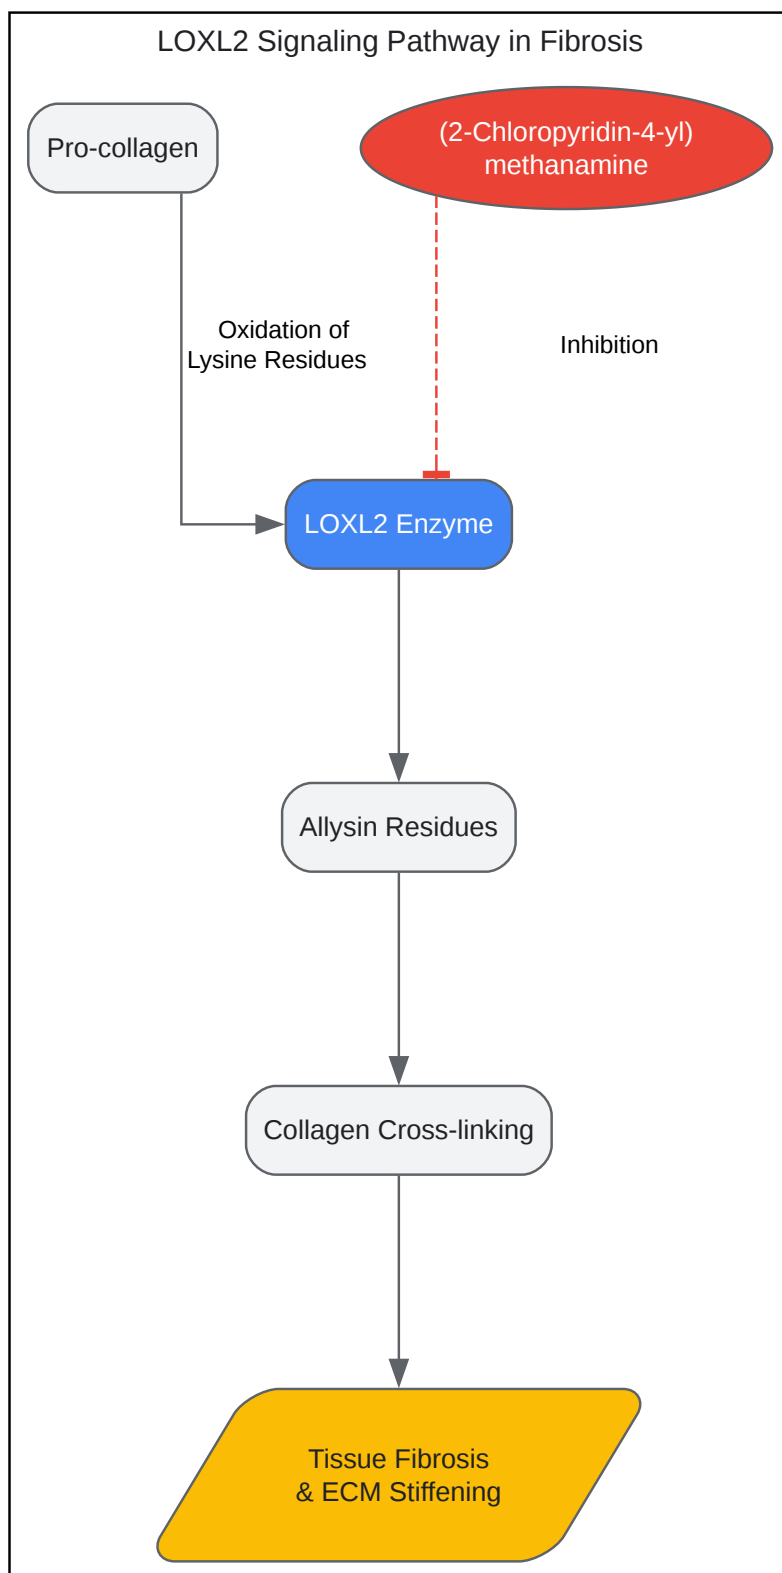 LOXL2 Signaling Pathway in Fibrosis
Pro-collagen
(2-Chloropyridin-4-yl)
methanamine
Oxidation of
Lysine Residues
Inhibition
LOXL2 Enzyme
Allysin Residues
Collagen Cross-linking
Tissue Fibrosis
& ECM Stiffening